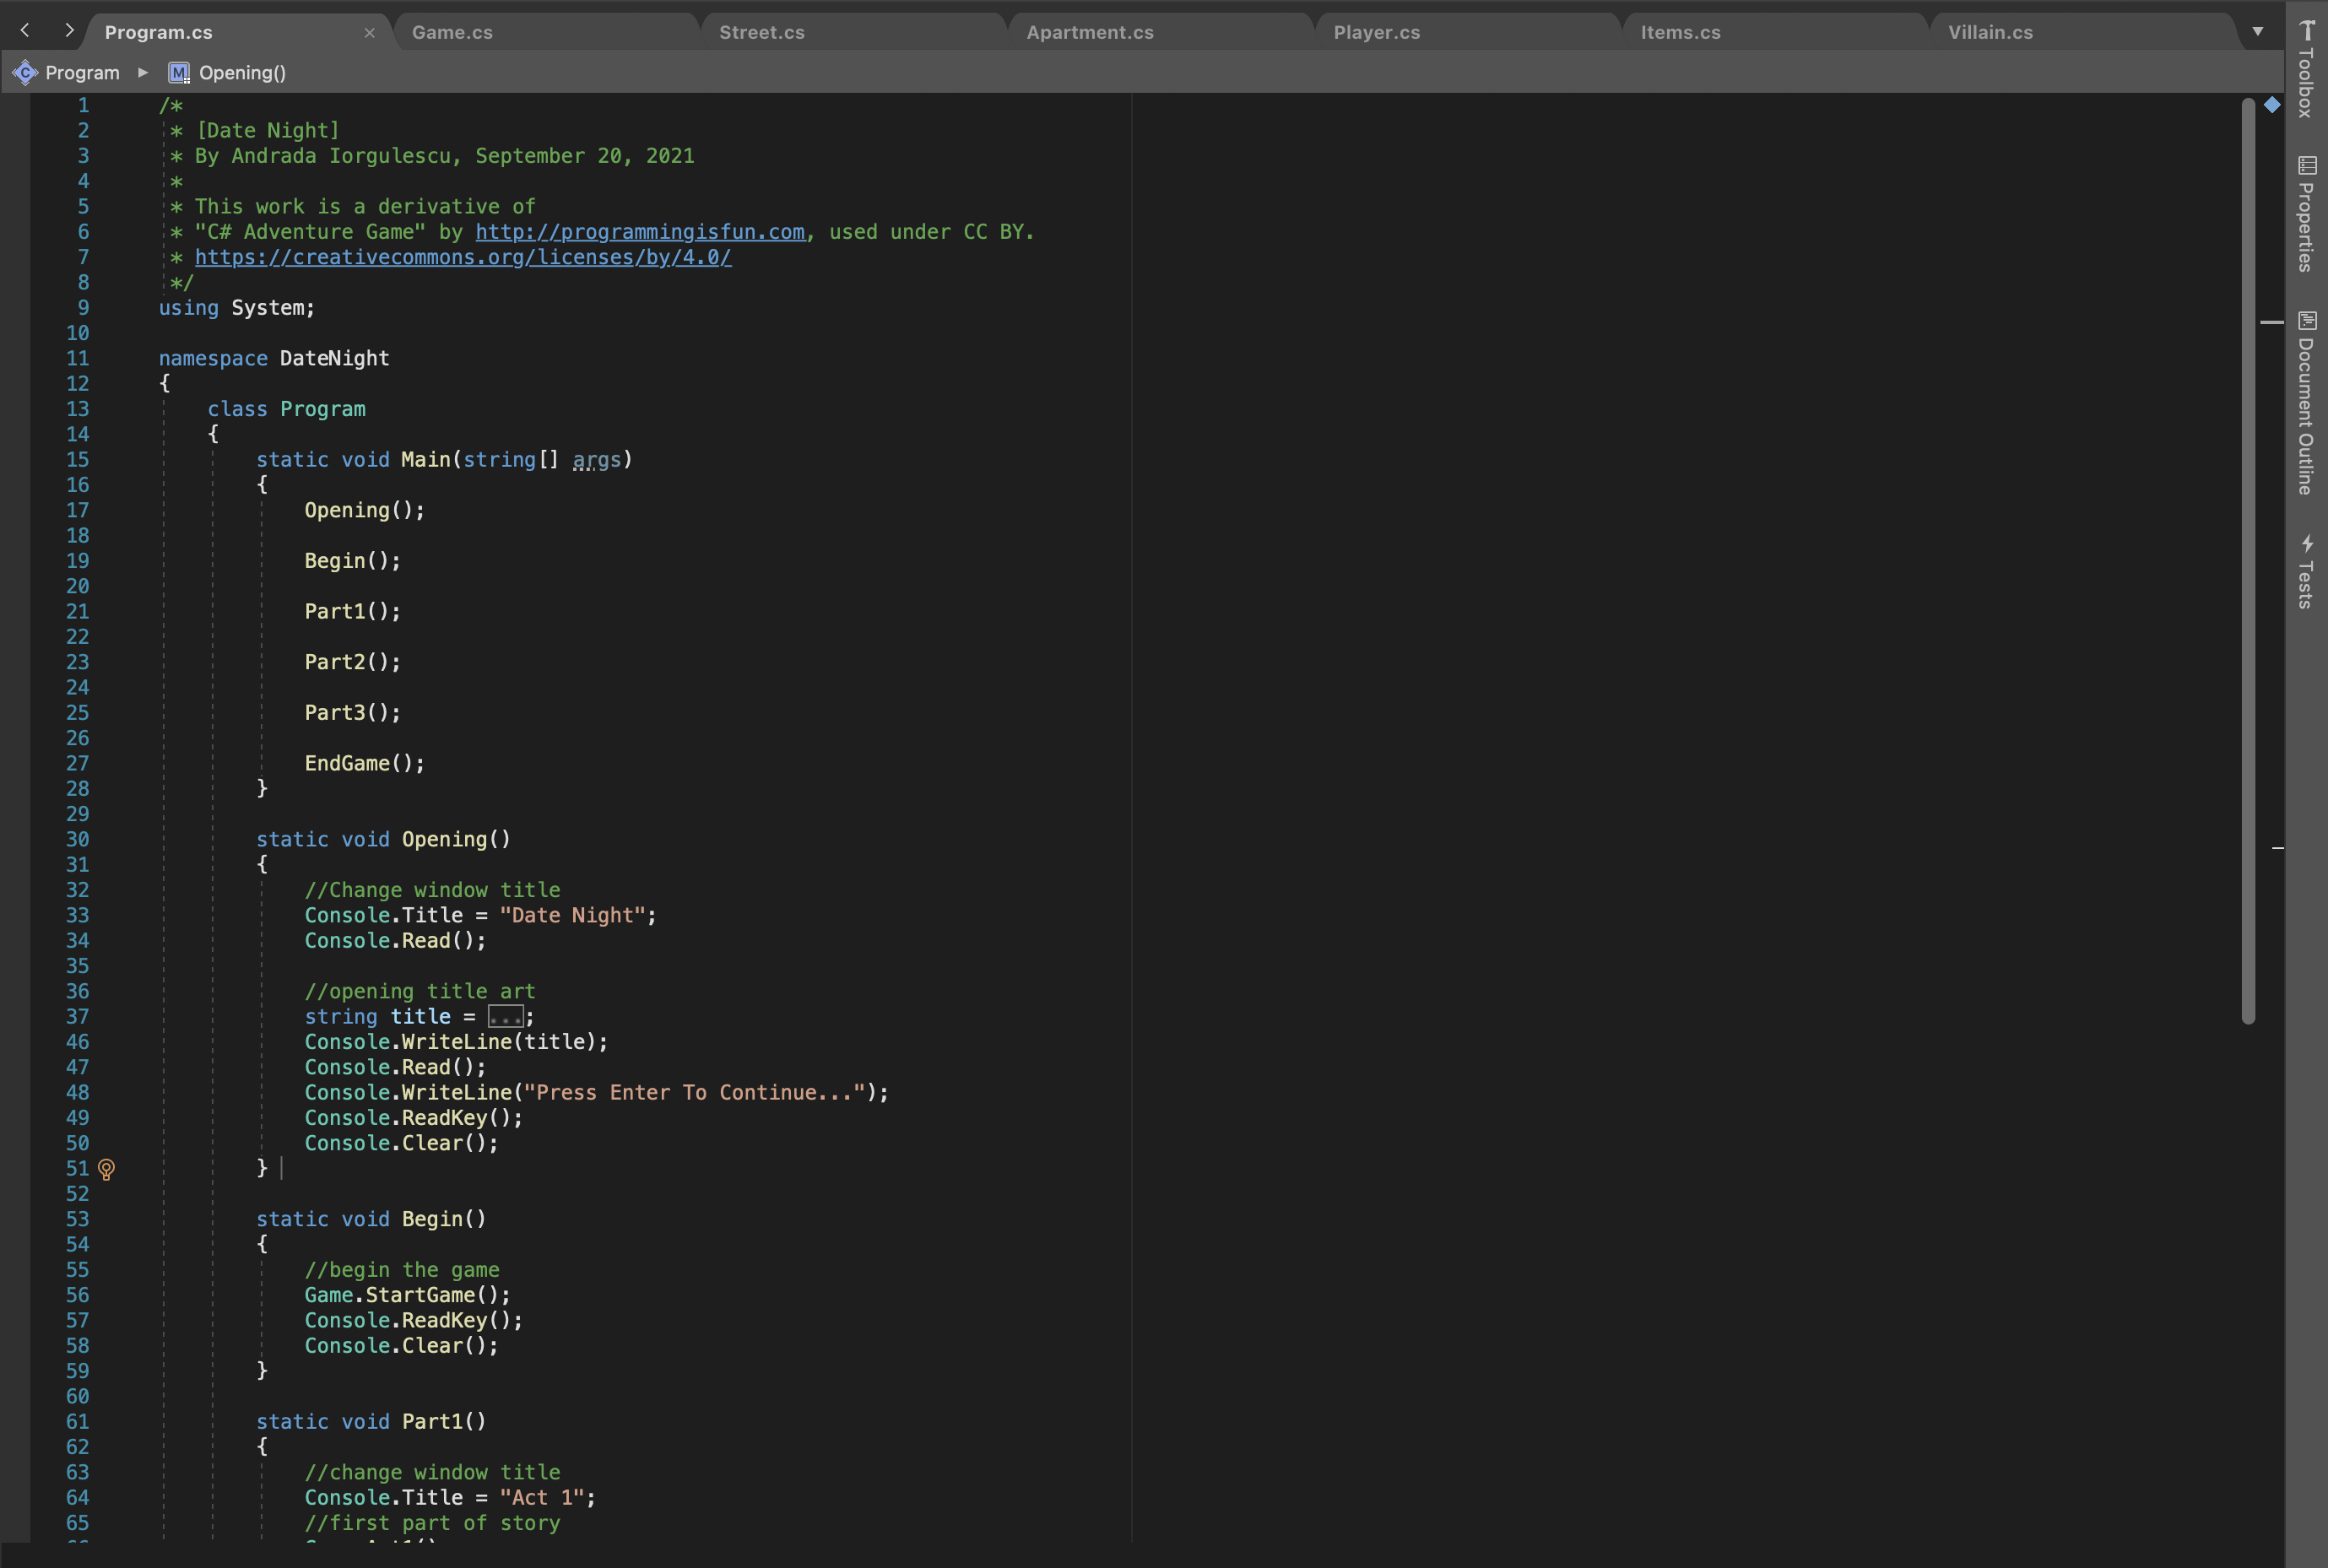 Program.cs × Game.cs Street.cs Apartment.cs Player.cs Items.cs Villain.cs
Program ▸ M Opening()
1 /*
2 * [Date Night]
3 * By Andrada Iorgulescu, September 20, 2021
4 *
5 * This work is a derivative of
6 * "C# Adventure Game" by http://programmingisfun.com, used under CC BY.
7 * https://creativecommons.org/licenses/by/4.0/
8 */
9 using System;
10
11 namespace DateNight
12 {
13 class Program
14 {
15 static void Main(string[] args)
16 {
17 Opening();
18
19 Begin();
20
21 Part1();
22
23 Part2();
24
25 Part3();
26
27 EndGame();
28 }
29
30 static void Opening()
31 {
32 //Change window title
33 Console.Title = "Date Night";
34 Console.Read();
35
36 //opening title art
37 string title = ...;
46 Console.WriteLine(title);
47 Console.Read();
48 Console.WriteLine("Press Enter To Continue...");
49 Console.ReadKey();
50 Console.Clear();
51 }
52
53 static void Begin()
54 {
55 //begin the game
56 Game.StartGame();
57 Console.ReadKey();
58 Console.Clear();
59 }
60
61 static void Part1()
62 {
63 //change window title
64 Console.Title = "Act 1";
65 //first part of story
Toolbox
Properties
Document Outline
Tests